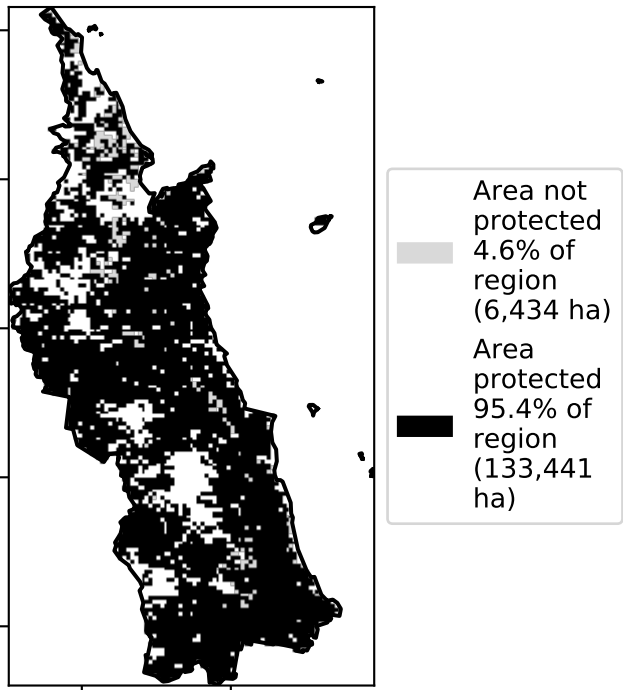 Area not
protected
4.6% of
region
(6,434 ha)
Area
protected
95.4% of
region
(133,441
ha)